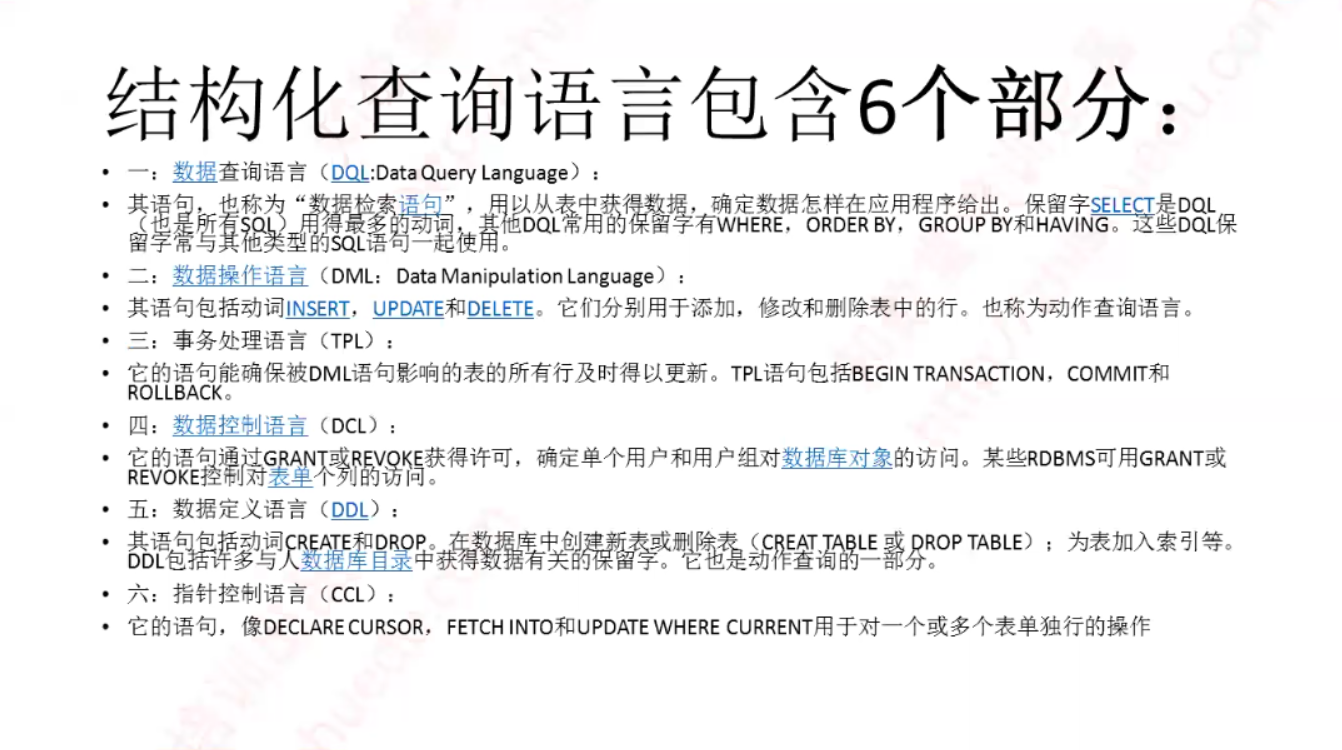 结构化查询语言包含6个部分：
• 一：数据查询语言（DQL:Data Query Language）：
• 其语句，也称为“数据检索语句”，用以从表中获得数据，确定数据怎样在应用程序给出。保留字SELECT是DQL
（也是所有SQL）用得最多的动词，其他DQL常用的保留字有WHERE，ORDER BY，GROUP BY和HAVING。这些DQL保
留字常与其他类型的SQL语句一起使用。
• 二：数据操作语言（DML：Data Manipulation Language）：
• 其语句包括动词INSERT，UPDATE和DELETE。它们分别用于添加，修改和删除表中的行。也称为动作查询语言。
• 三：事务处理语言（TPL）：
• 它的语句能确保被DML语句影响的表的所有行及时得以更新。TPL语句包括BEGIN TRANSACTION，COMMIT和
ROLLBACK。
• 四：数据控制语言（DCL）：
• 它的语句通过GRANT或REVOKE获得许可，确定单个用户和用户组对数据库对象的访问。某些RDBMS可用GRANT或
REVOKE控制对表单个列的访问。
• 五：数据定义语言（DDL）：
• 其语句包括动词CREATE和DROP。在数据库中创建新表或删除表（CREAT TABLE 或 DROP TABLE）；为表加入索引等。
DDL包括许多与人数据库目录中获得数据有关的保留字。它也是动作查询的一部分。
• 六：指针控制语言（CCL）：
• 它的语句，像DECLARE CURSOR，FETCH INTO和UPDATE WHERE CURRENT用于对一个或多个表单独行的操作